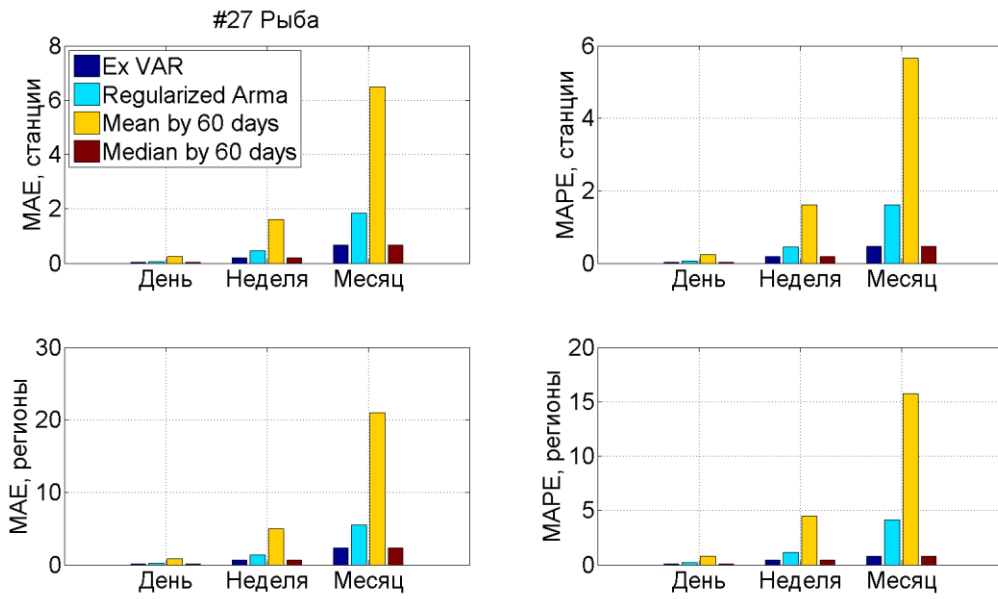 #27 Рыба
8
6
4
2
0
MAE, станции
Ex VAR
Regularized Arma
Mean by 60 days
Median by 60 days
День Неделя Месяц
6
4
2
0
MAPE, станции
День Неделя Месяц
30
20
10
0
MAE, регионы
День Неделя Месяц
20
15
10
5
0
MAPE, регионы
День Неделя Месяц